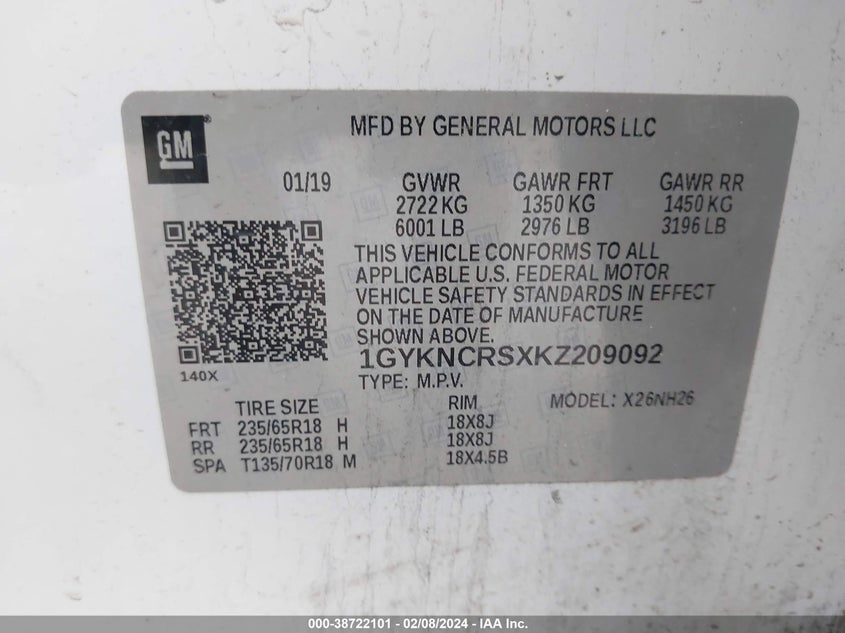 GM
®
MFD BY GENERAL MOTORS LLC
01/19 GVWR GAWR FRT GAWR RR
2722 KG 1350 KG 1450 KG
6001 LB 2976 LB 3196 LB
THIS VEHICLE CONFORMS TO ALL
APPLICABLE U.S. FEDERAL MOTOR
VEHICLE SAFETY STANDARDS IN EFFECT
ON THE DATE OF MANUFACTURE
SHOWN ABOVE.
1GYKNCRSXKZ209092
140X
TYPE: M.P.V.
TIRE SIZE RIM MODEL: X26NH26
FRT 235/65R18 H 18X8J
RR 235/65R18 H 18X8J
SPA T135/70R18 M 18X4.5B
000-38722101 - 02/08/2024 - IAA Inc.